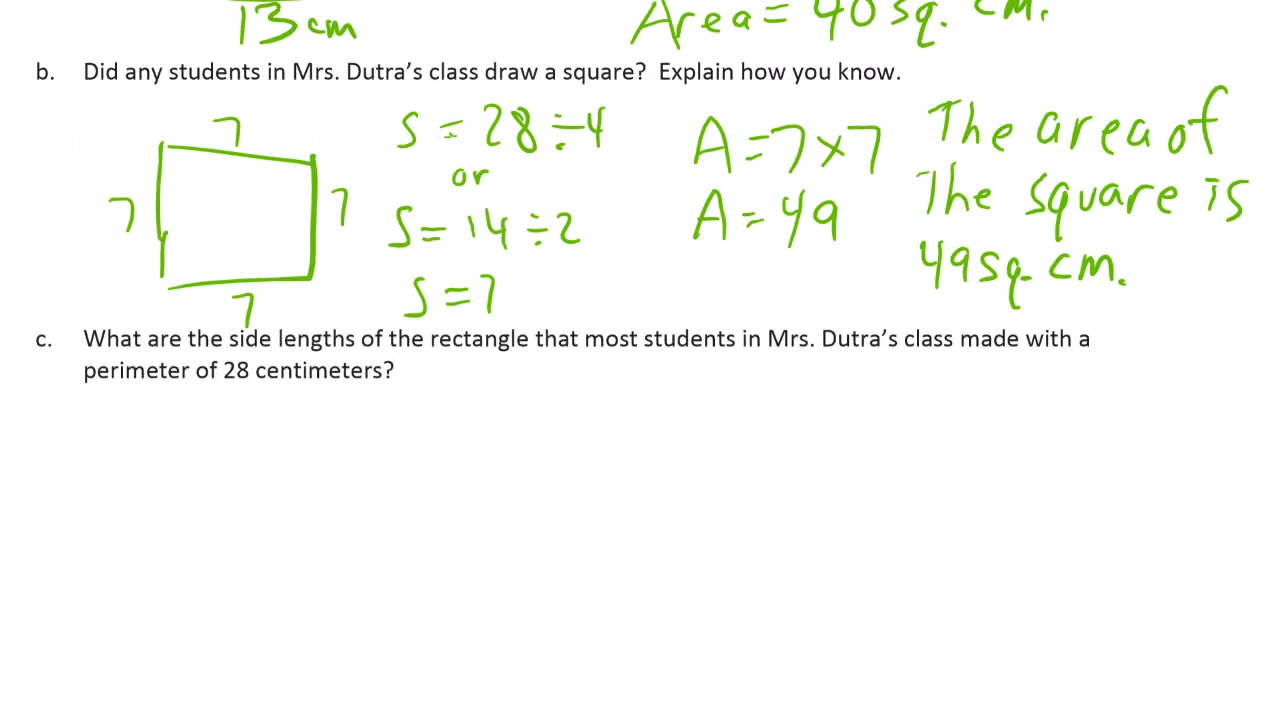 13 cm Area = 40 sq. cm.
b. Did any students in Mrs. Dutra's class draw a square? Explain how you know.
7 S = 28 ÷ 4 A = 7 x 7 The area of
or
7 7 S = 14 ÷ 2 A = 49 The square is
7 S = 7 49 sq. cm.
c. What are the side lengths of the rectangle that most students in Mrs. Dutra's class made with a
perimeter of 28 centimeters?